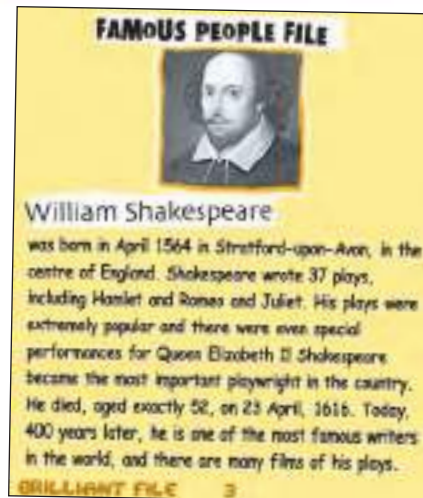 FAMOUS PEOPLE FILE
William Shakespeare
was born in April 1564 in Stratford-upon-Avon, in the
centre of England. Shakespeare wrote 37 plays,
including Hamlet and Romeo and Juliet. His plays were
extremely popular and there were even special
performances for Queen Elizabeth Shakespeare
became the most important playwright in the country.
He died, aged exactly 52, on 23 April, 1616. Today,
400 years later, he is one of the most famous writers
in the world, and there are many films of his plays.
BRILLIANT FILE 3